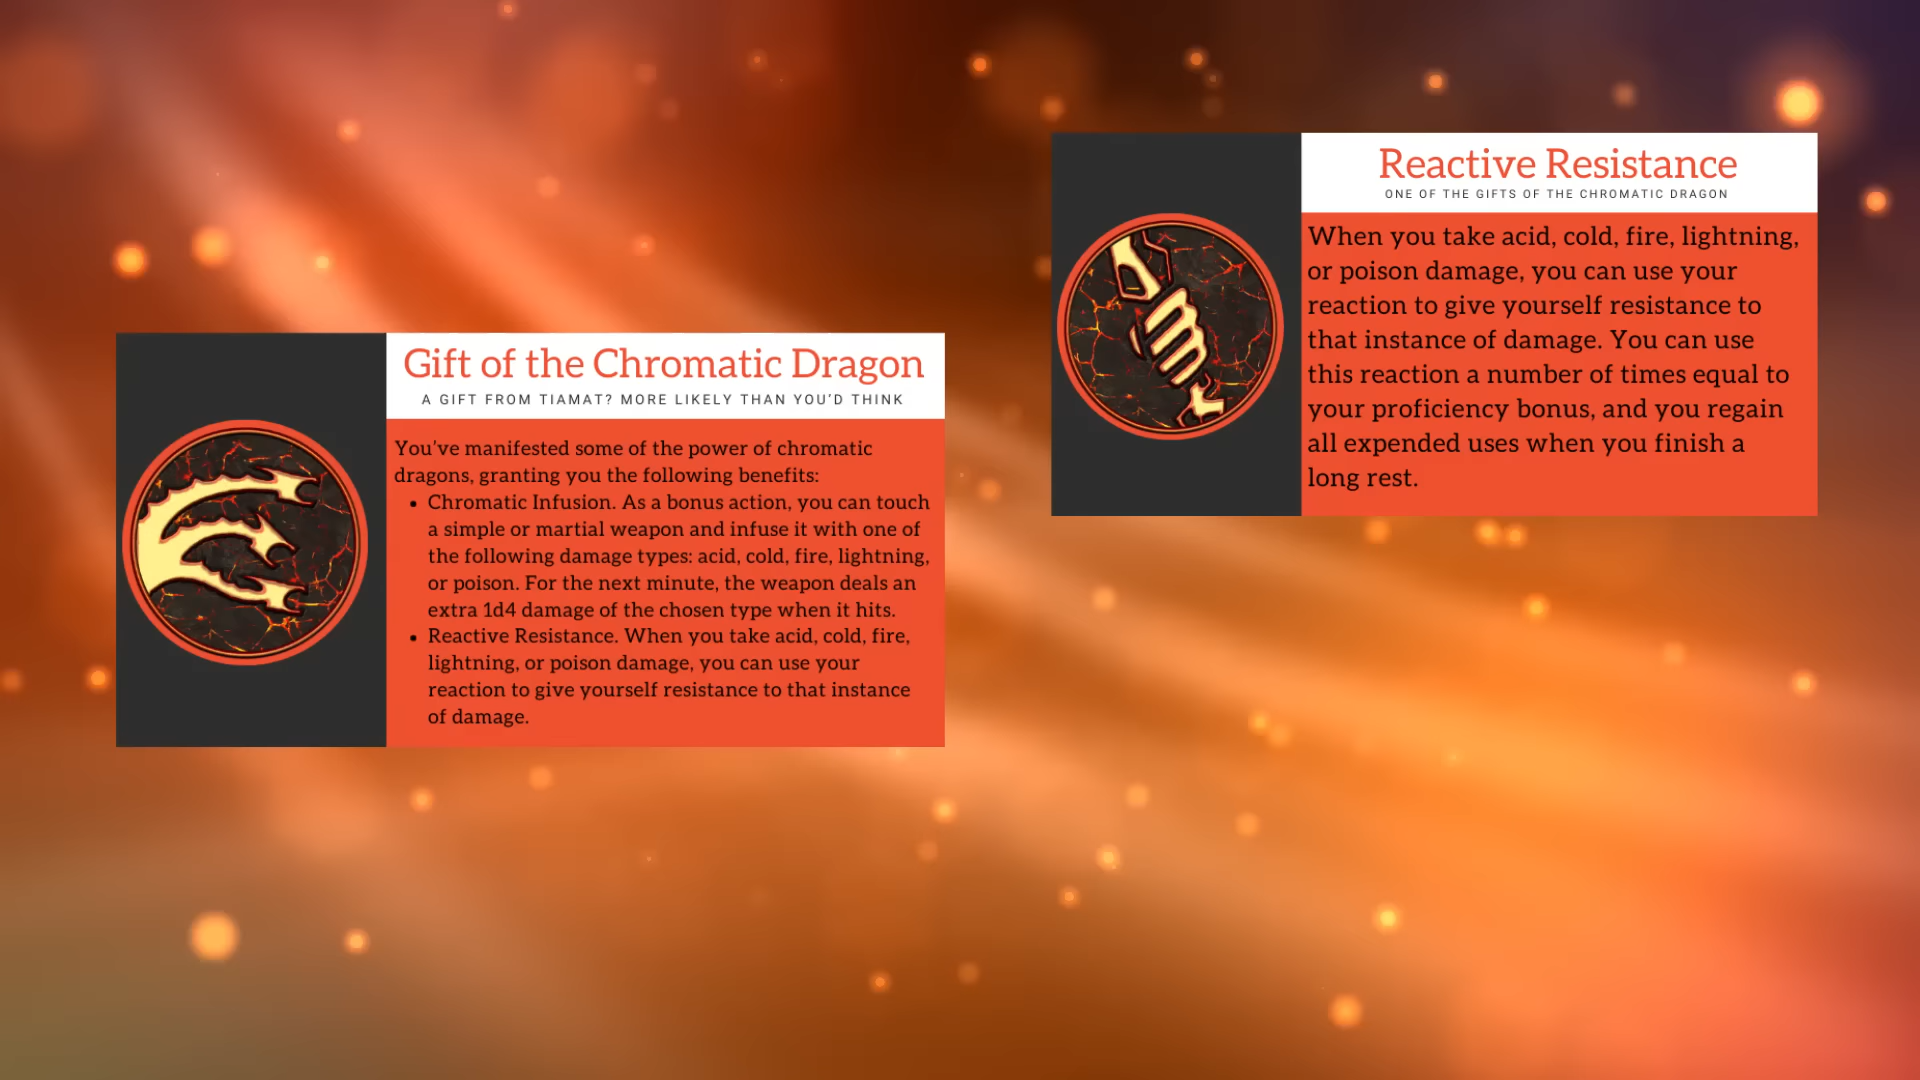 Gift of the Chromatic Dragon
A GIFT FROM TIAMAT? MORE LIKELY THAN YOU'D THINK
You've manifested some of the power of chromatic
dragons, granting you the following benefits:
• Chromatic Infusion. As a bonus action, you can touch
a simple or martial weapon and infuse it with one of
the following damage types: acid, cold, fire, lightning,
or poison. For the next minute, the weapon deals an
extra 1d4 damage of the chosen type when it hits.
• Reactive Resistance. When you take acid, cold, fire,
lightning, or poison damage, you can use your
reaction to give yourself resistance to that instance
of damage.
Reactive Resistance
ONE OF THE GIFTS OF THE CHROMATIC DRAGON
When you take acid, cold, fire, lightning,
or poison damage, you can use your
reaction to give yourself resistance to
that instance of damage. You can use
this reaction a number of times equal to
your proficiency bonus, and you regain
all expended uses when you finish a
long rest.